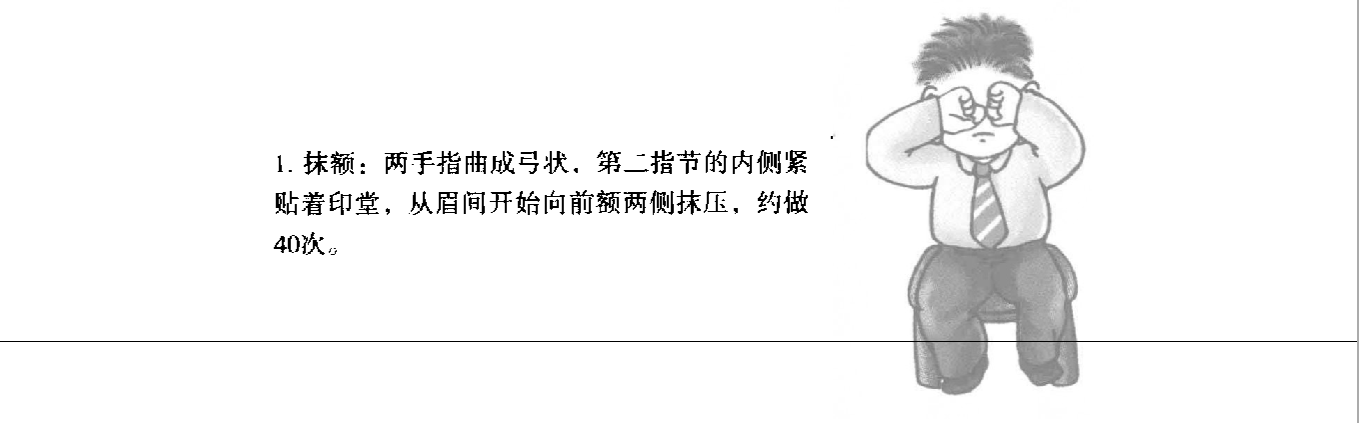 1. 抹额：两手指曲成弓状，第二指节的内侧紧
贴着印堂，从眉间开始向前额两侧抹压，约做
40次。